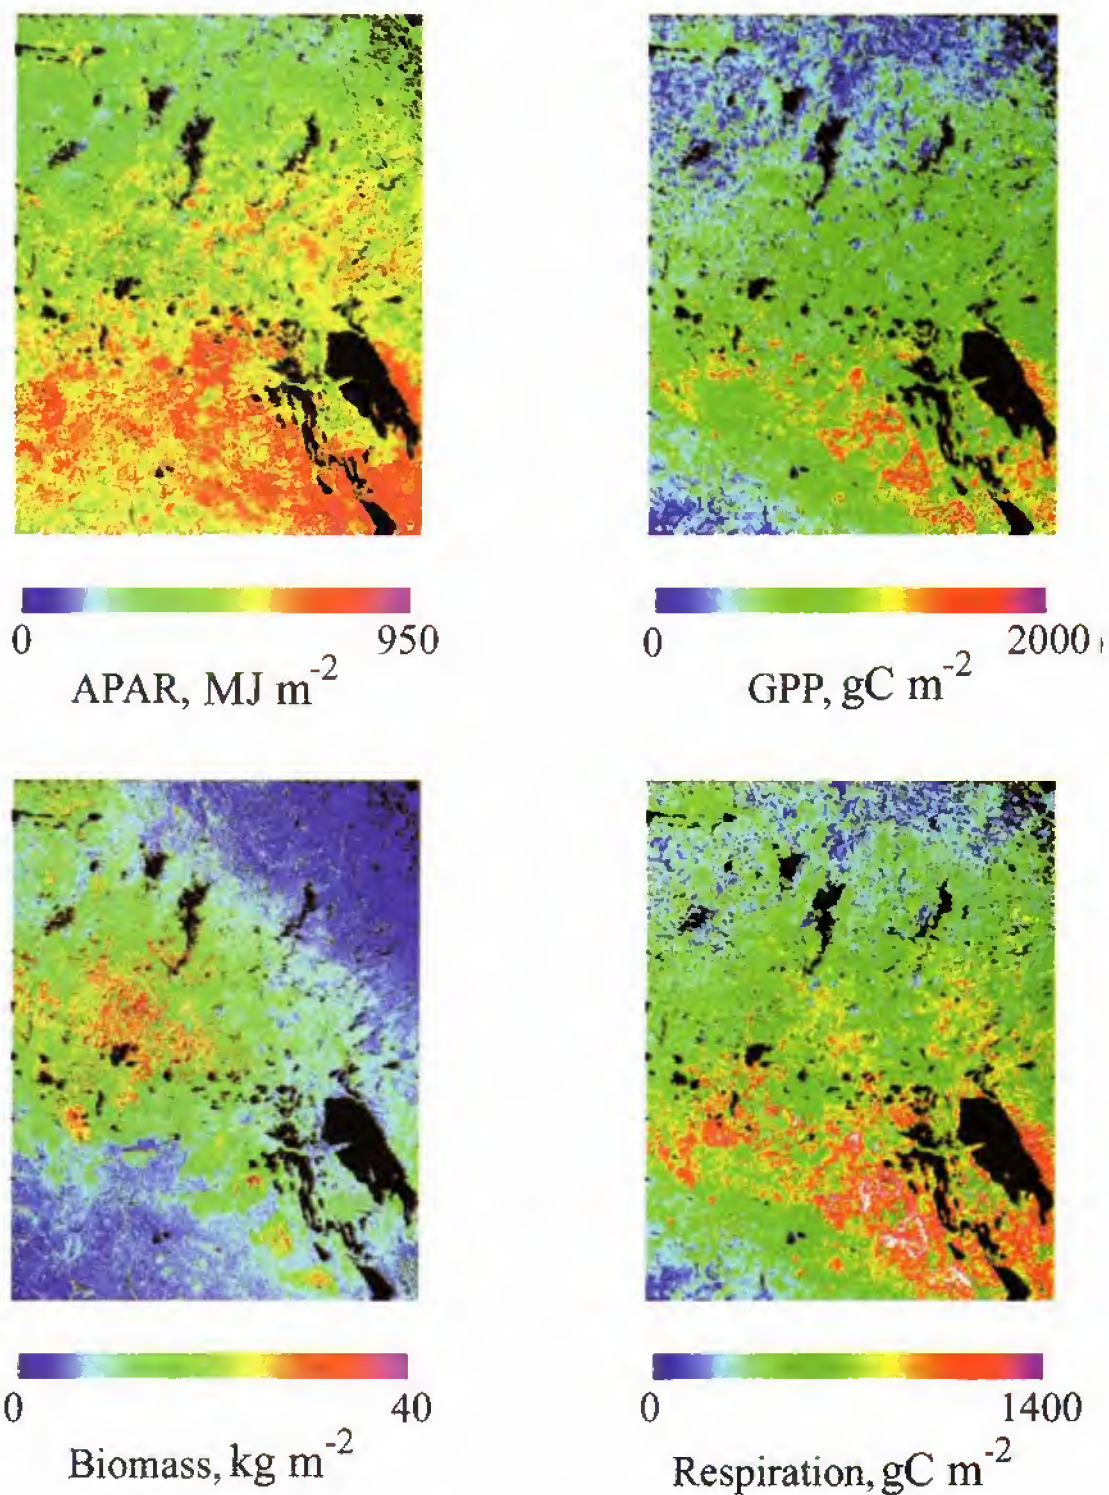 0 950
APAR, MJ m⁻²
0 2000
GPP, gC m⁻²
0 40
Biomass, kg m⁻²
0 1400
Respiration, gC m⁻²